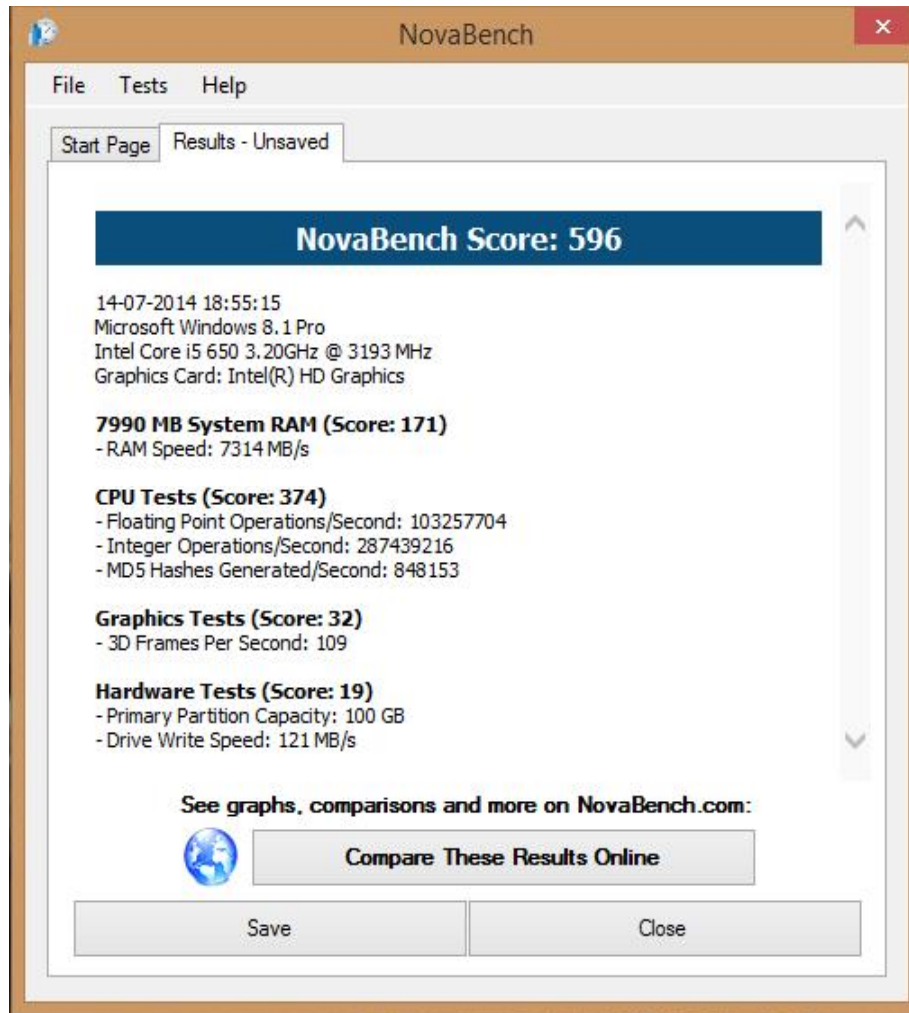 NovaBench
File Tests Help
Start Page Results - Unsaved
NovaBench Score: 596
14-07-2014 18:55:15
Microsoft Windows 8.1 Pro
Intel Core i5 650 3.20GHz @ 3193 MHz
Graphics Card: Intel(R) HD Graphics
7990 MB System RAM (Score: 171)
- RAM Speed: 7314 MB/s
CPU Tests (Score: 374)
- Floating Point Operations/Second: 103257704
- Integer Operations/Second: 287439216
- MD5 Hashes Generated/Second: 848153
Graphics Tests (Score: 32)
- 3D Frames Per Second: 109
Hardware Tests (Score: 19)
- Primary Partition Capacity: 100 GB
- Drive Write Speed: 121 MB/s
See graphs, comparisons and more on NovaBench.com:
Compare These Results Online
Save Close